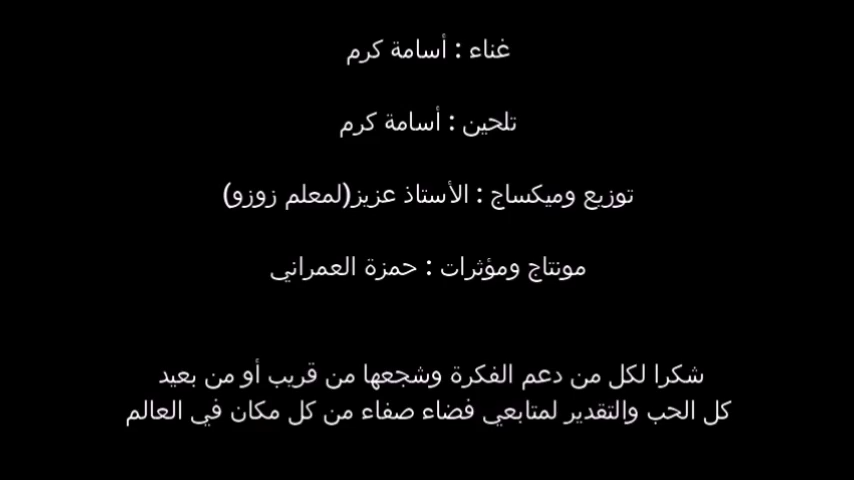 غناء : أسامة كرم
تلحين : أسامة كرم
توزيع وميكساج : الأستاذ عزيز(لمعلم زوزو)
مونتاج ومؤثرات : حمزة العمراني
شكرا لكل من دعم الفكرة وشجعها من قريب أو من بعيد
كل الحب والتقدير لمتابعي فضاء صفاء من كل مكان في العالم